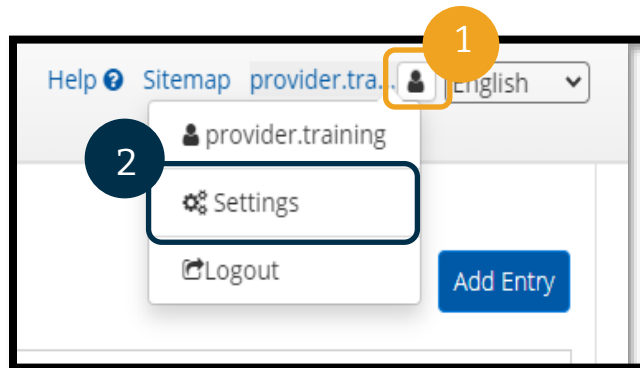 1
Help ? Sitemap provider.tra... English
provider.training
2
Settings
Logout
Add Entry